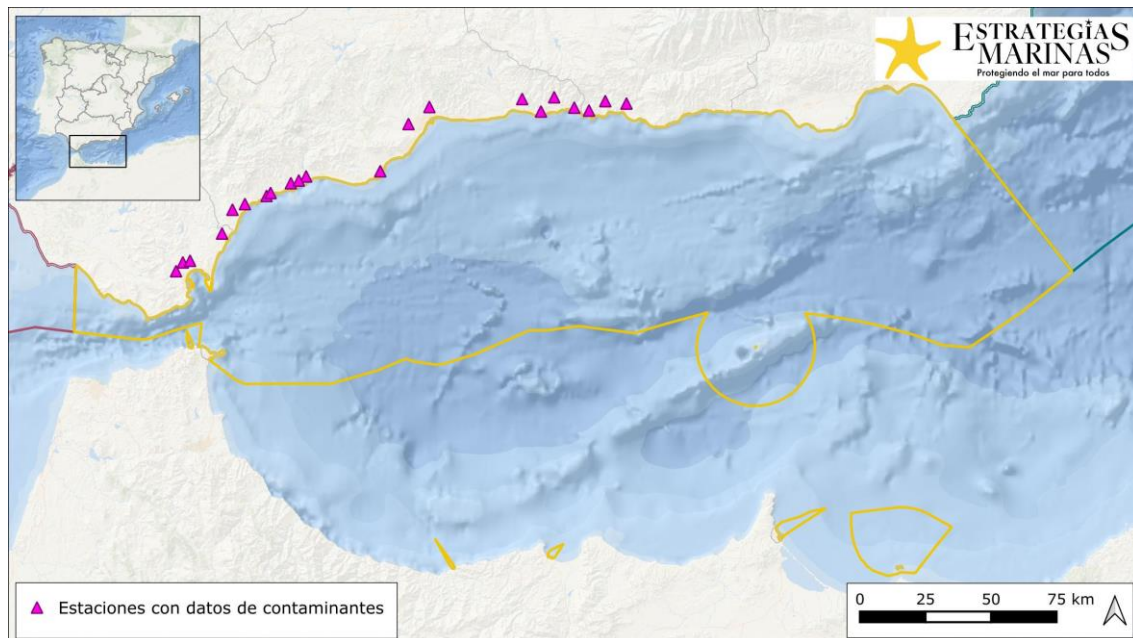 ESTRATEGIAS
MARINAS
Protegiendo el mar para todos
Estaciones con datos de contaminantes
0 25 50 75 km